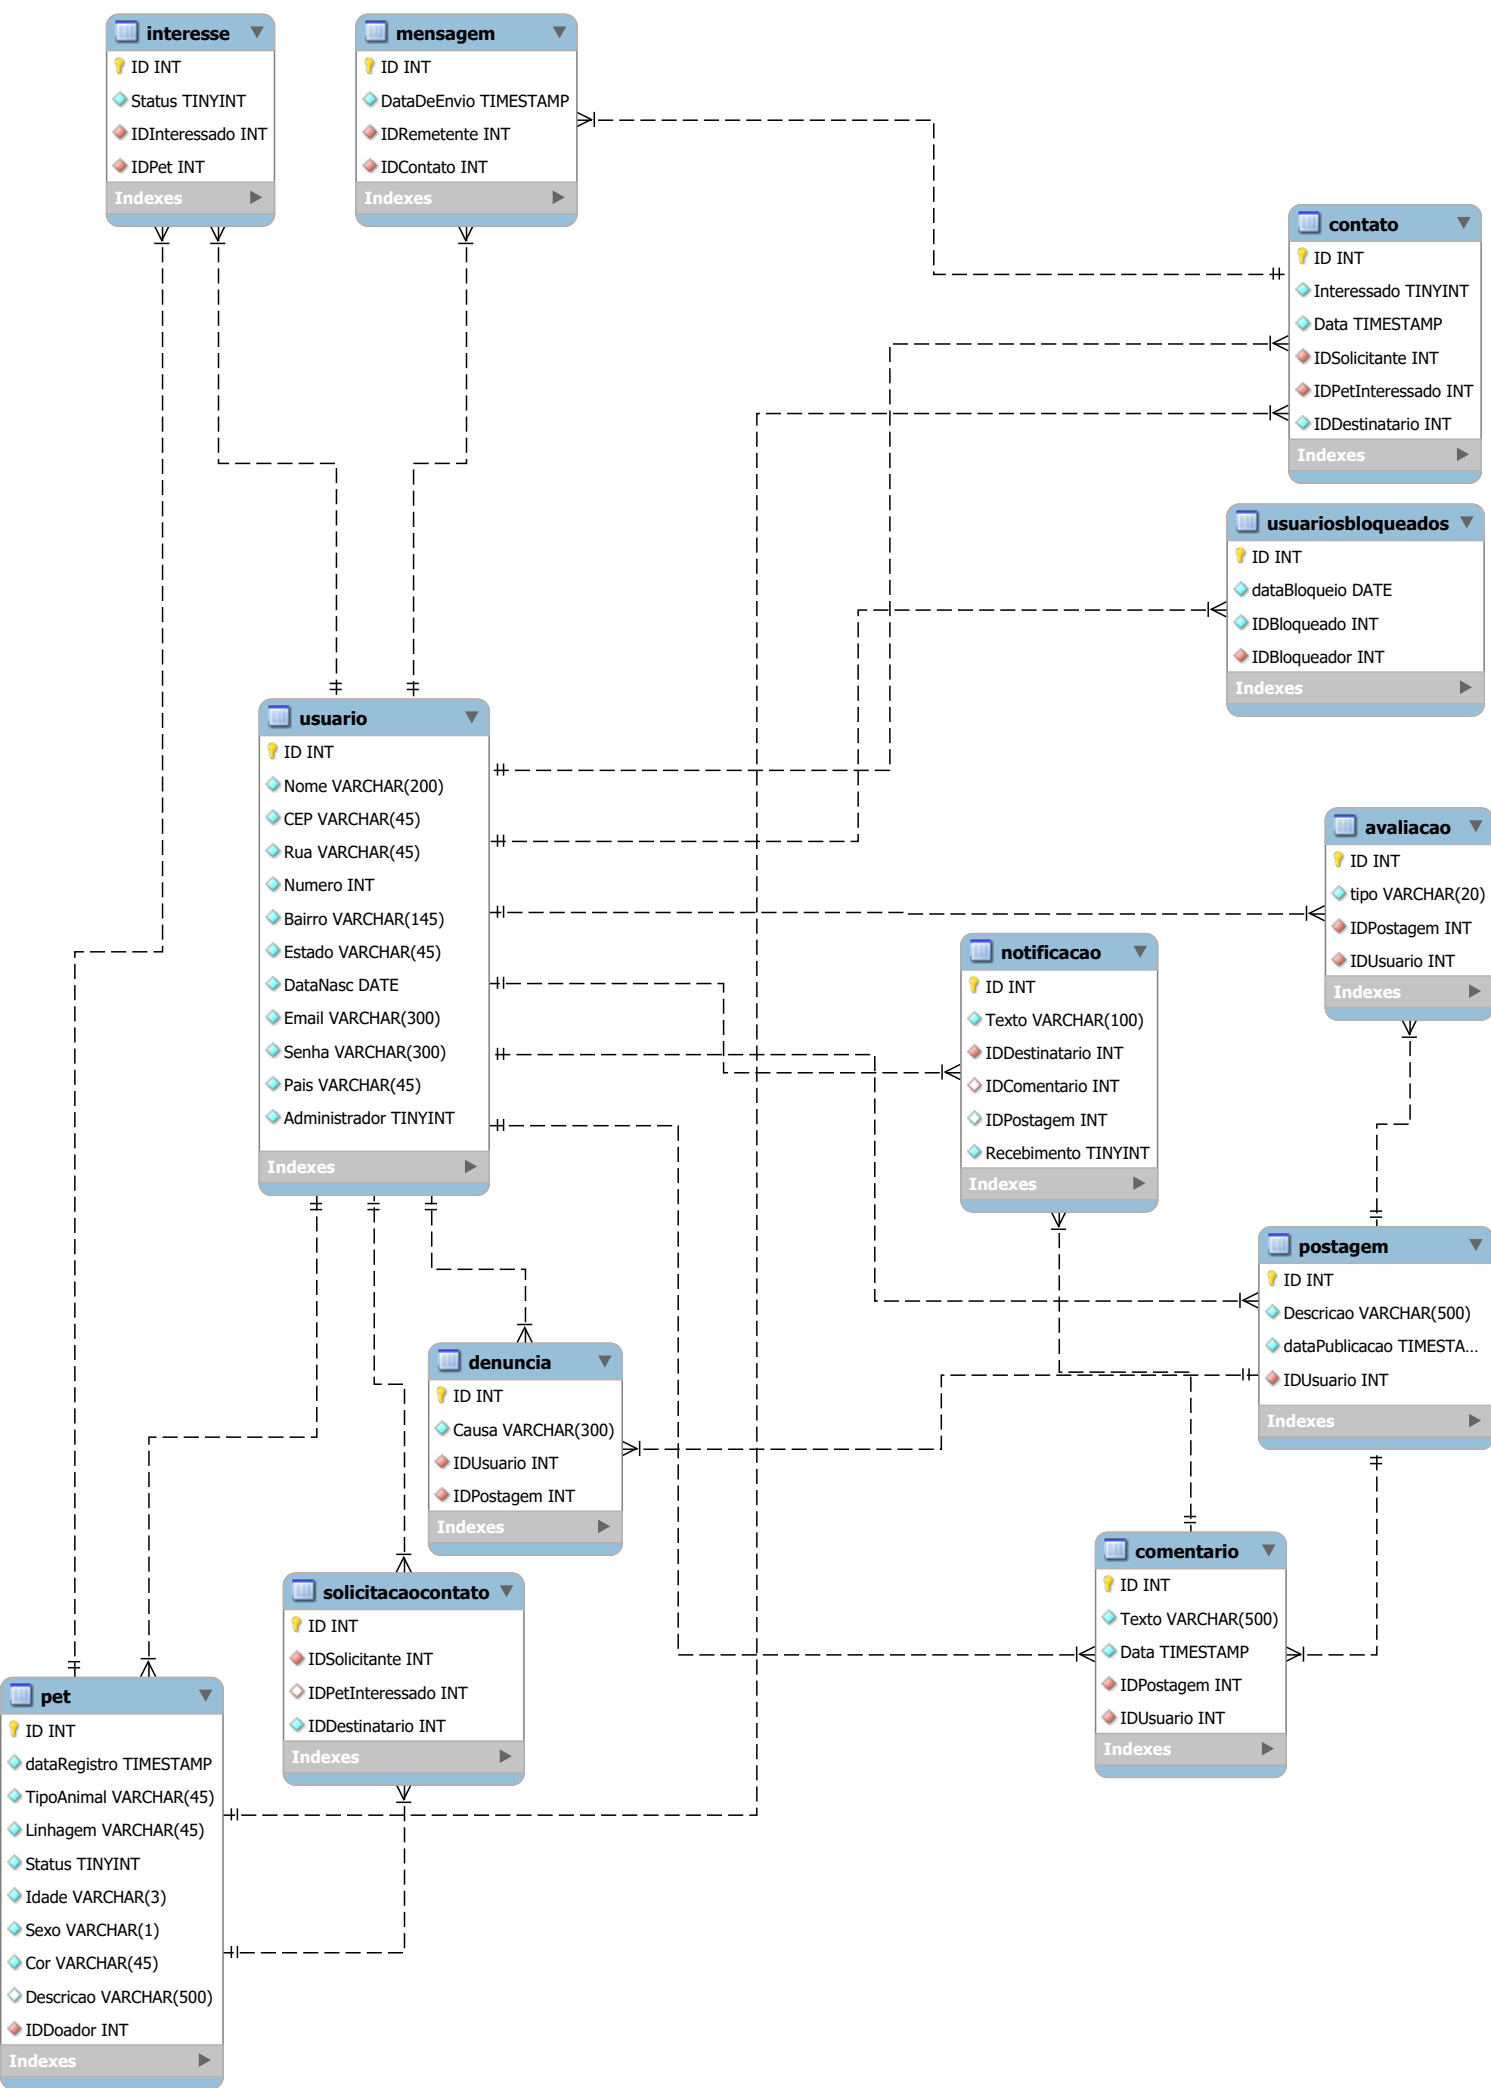 interesse
ID INT
Status TINYINT
IDInteressado INT
IDPet INT
Indexes
mensagem
ID INT
DataDeEnvio TIMESTAMP
IDRemetente INT
IDContato INT
Indexes
contato
ID INT
Interessado TINYINT
Data TIMESTAMP
IDSolicitante INT
IDPetInteressado INT
IDDestinatario INT
Indexes
usuariosbloqueados
ID INT
dataBloqueio DATE
IDBloqueado INT
IDBloqueador INT
Indexes
usuario
ID INT
Nome VARCHAR(200)
CEP VARCHAR(45)
Rua VARCHAR(45)
Numero INT
Bairro VARCHAR(145)
Estado VARCHAR(45)
DataNasc DATE
Email VARCHAR(300)
Senha VARCHAR(300)
Pais VARCHAR(45)
Administrador TINYINT
Indexes
avaliacao
ID INT
tipo VARCHAR(20)
IDPostagem INT
IDUsuario INT
Indexes
notificacao
ID INT
Texto VARCHAR(100)
IDDestinatario INT
IDComentario INT
IDPostagem INT
Recebimento TINYINT
Indexes
postagem
ID INT
Descricao VARCHAR(500)
dataPublicacao TIMESTA...
IDUsuario INT
Indexes
denuncia
ID INT
Causa VARCHAR(300)
IDUsuario INT
IDPostagem INT
Indexes
comentario
ID INT
Texto VARCHAR(500)
Data TIMESTAMP
IDPostagem INT
IDUsuario INT
Indexes
solicitacaocontato
ID INT
IDSolicitante INT
IDPetInteressado INT
IDDestinatario INT
Indexes
pet
ID INT
dataRegistro TIMESTAMP
TipoAnimal VARCHAR(45)
Linhagem VARCHAR(45)
Status TINYINT
Idade VARCHAR(3)
Sexo VARCHAR(1)
Cor VARCHAR(45)
Descricao VARCHAR(500)
IDDoador INT
Indexes